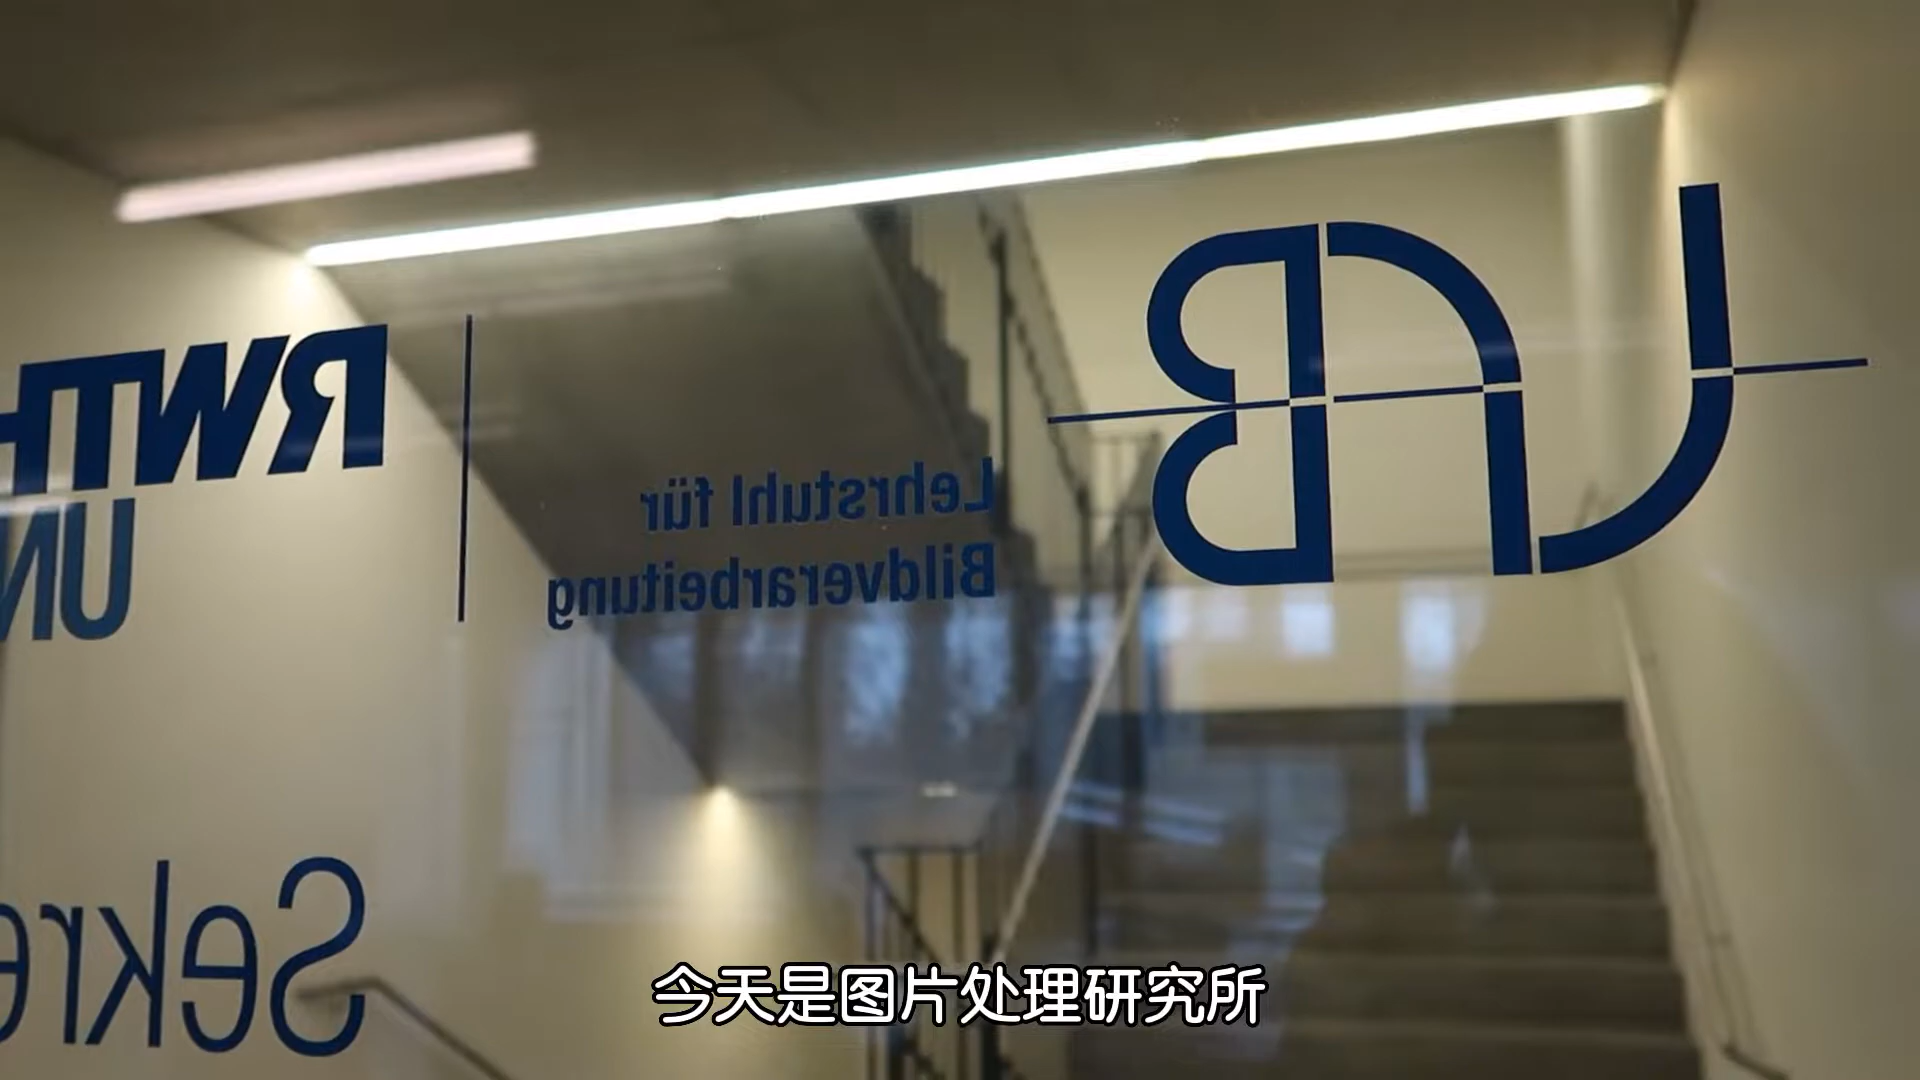 LfB
Lehrstuhl für
Bildverarbeitung
RWTH
UN
Sekre
今天是图片处理研究所